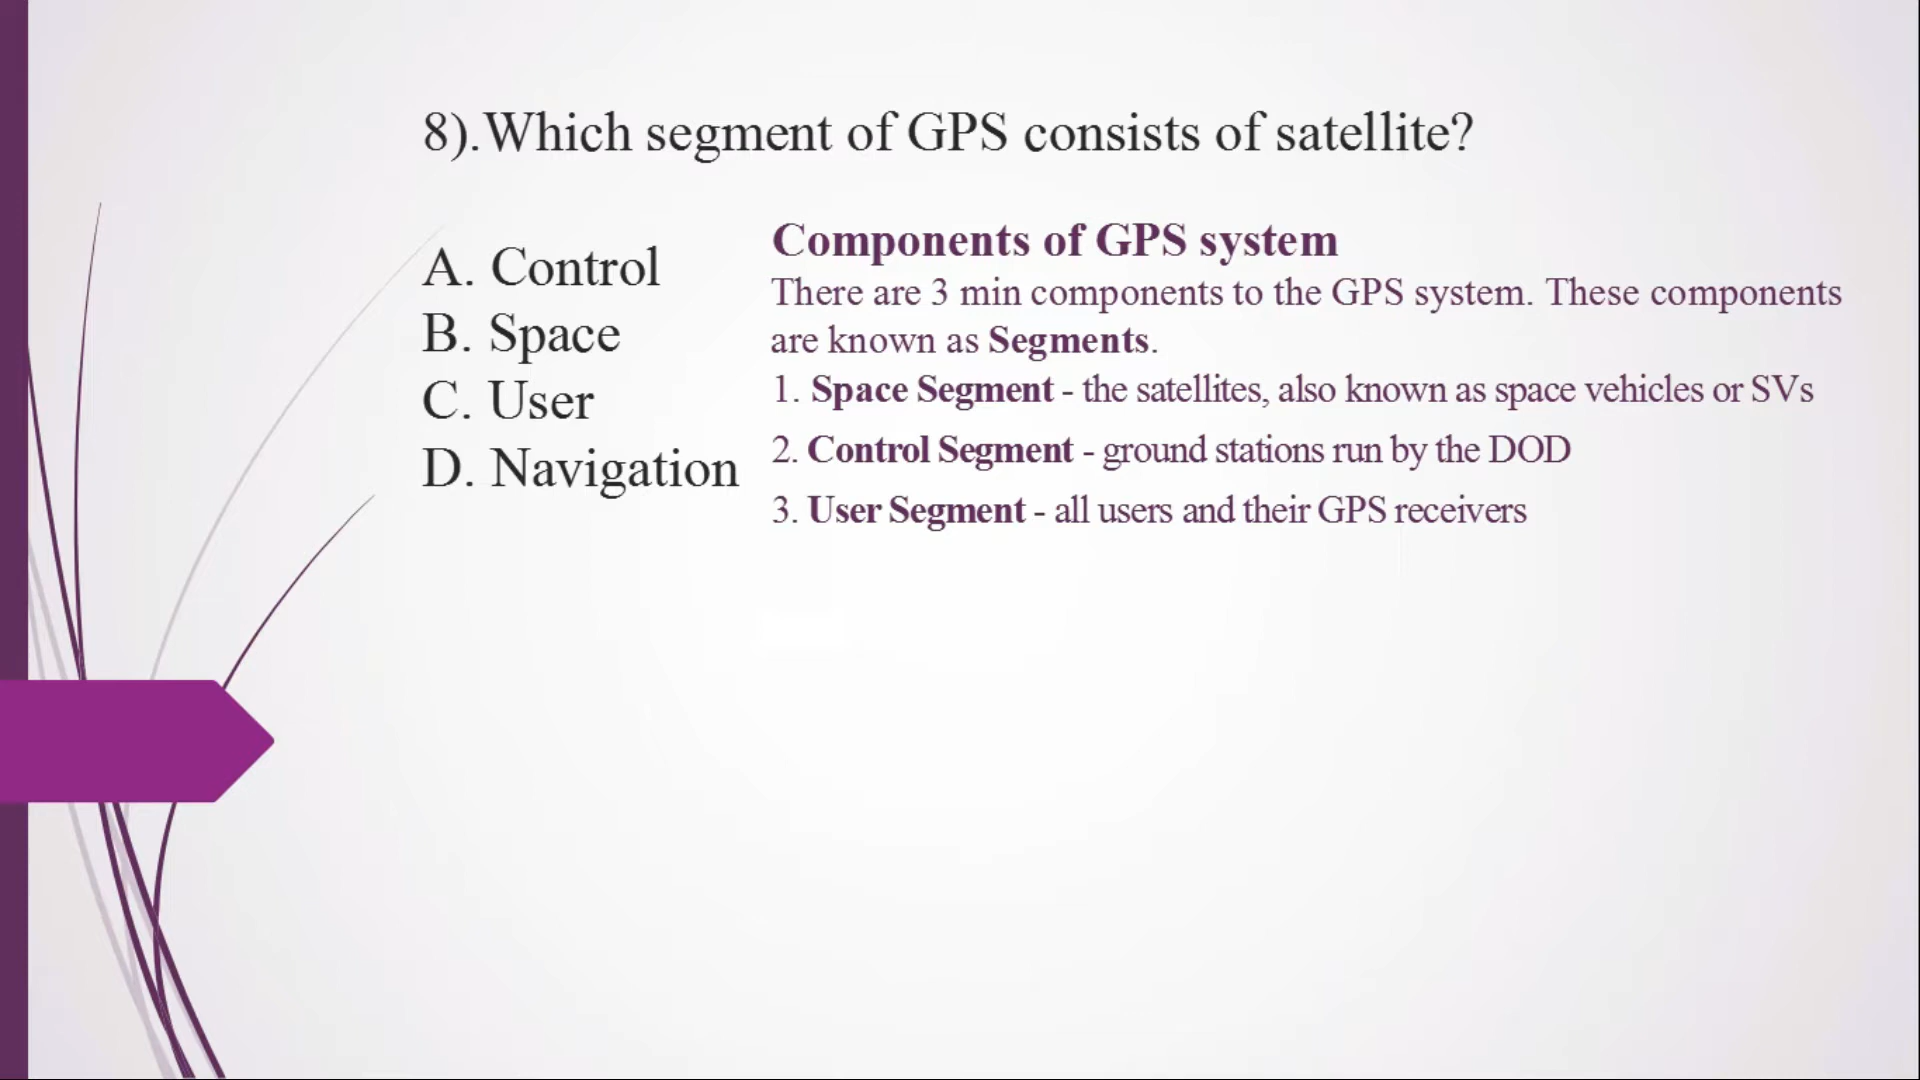 8).Which segment of GPS consists of satellite?
A. Control
B. Space
C. User
D. Navigation
Components of GPS system
There are 3 min components to the GPS system. These components
are known as Segments.
1. Space Segment - the satellites, also known as space vehicles or SVs
2. Control Segment - ground stations run by the DOD
3. User Segment - all users and their GPS receivers